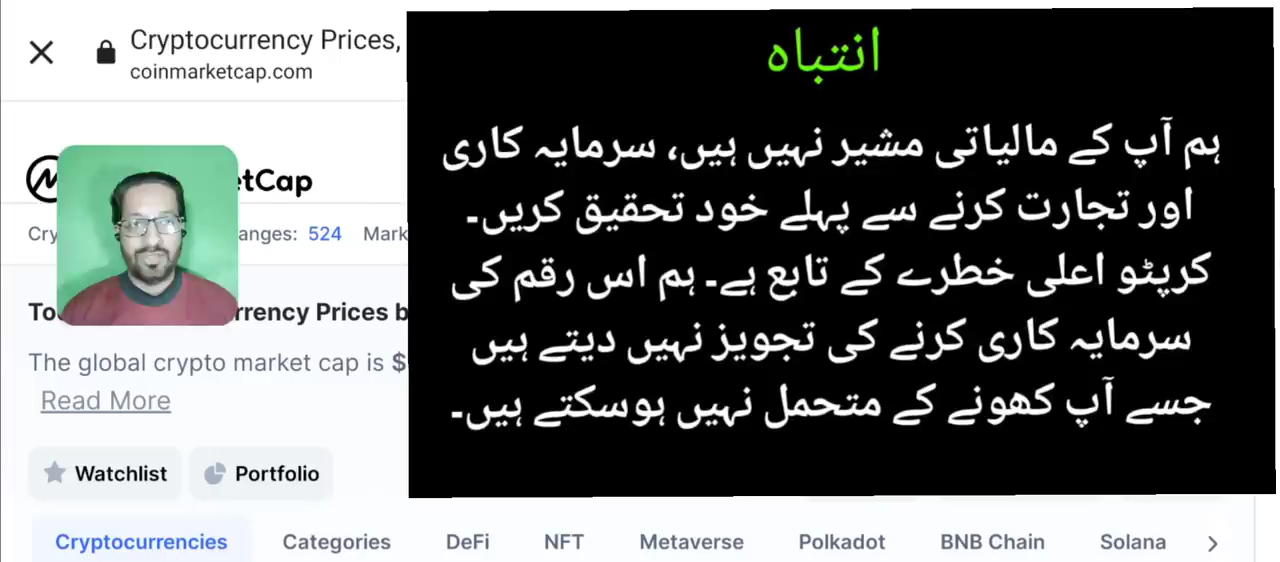 Cryptocurrency Prices,
coinmarketcap.com
etCap
anges: 524 Mark
rrency Prices b
The global crypto market cap is $
Read More
Watchlist Portfolio
Cryptocurrencies Categories DeFi NFT Metaverse Polkadot BNB Chain Solana
انتباہ
ہم آپ کے مالیاتی مشیر نہیں ہیں، سرمایہ کاری
اور تجارت کرنے سے پہلے خود تحقیق کریں۔
کرپٹو اعلی خطرے کے تابع ہے۔ ہم اس رقم کی
سرمایہ کاری کرنے کی تجویز نہیں دیتے ہیں
جسے آپ کھونے کے متحمل نہیں ہوسکتے ہیں۔